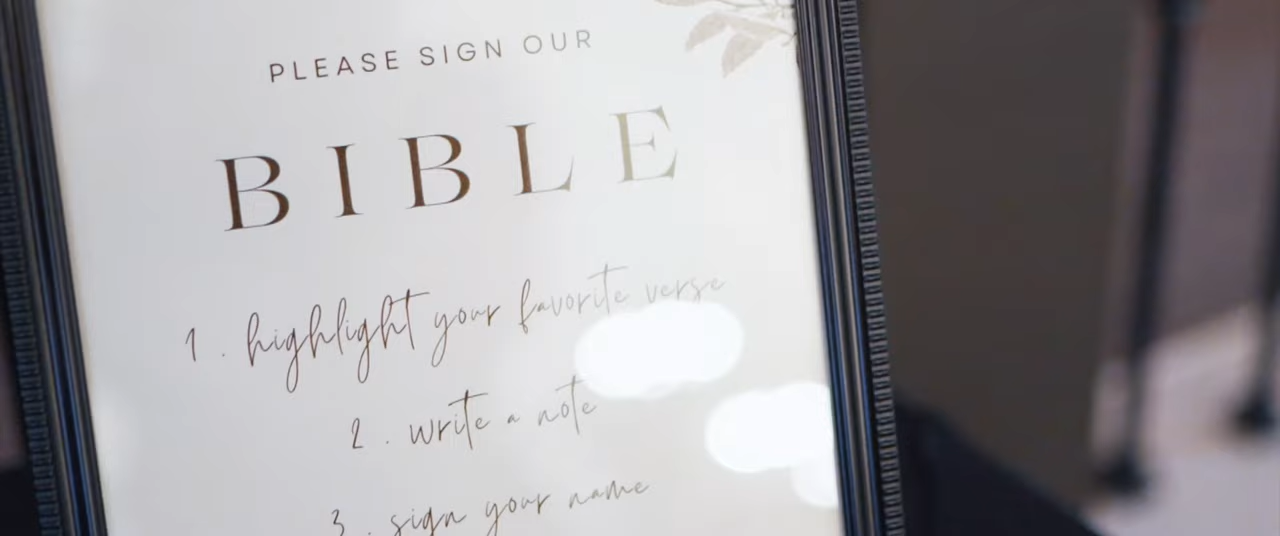 PLEASE SIGN OUR
BIBLE
1. highlight your favorite verse
2. write a note
3. sign your name